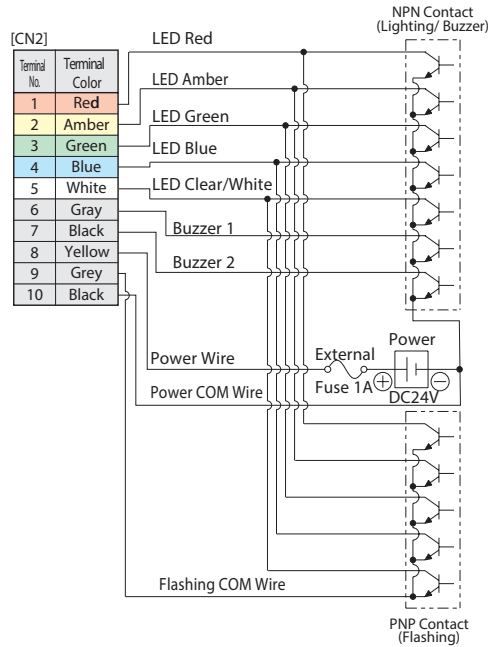 NPN Contact
(Lighting/ Buzzer)
[CN2]
Terminal No. Terminal Color
1 Red
2 Amber
3 Green
4 Blue
5 White
6 Gray
7 Black
8 Yellow
9 Grey
10 Black
LED Red
LED Amber
LED Green
LED Blue
LED Clear/White
Buzzer 1
Buzzer 2
Power Wire
External
Fuse 1A
Power
DC24V
Power COM Wire
Flashing COM Wire
PNP Contact
(Flashing)